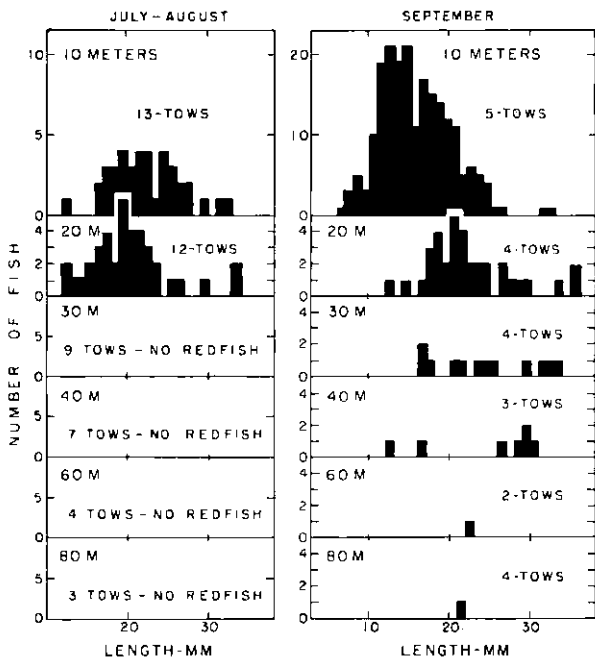 JULY-AUGUST
10 METERS
13-TOWS
10
5
0
20 M
12-TOWS
4
2
0
30 M
9 TOWS-NO REDFISH
5
0
40 M
7 TOWS-NO REDFISH
5
0
60 M
4 TOWS-NO REDFISH
5
0
80 M
3 TOWS-NO REDFISH
5
0
20
30
LENGTH-MM
NUMBER OF FISH
SEPTEMBER
10 METERS
5-TOWS
20
10
0
20 M
4-TOWS
4
2
0
30 M
4-TOWS
4
2
0
40 M
3-TOWS
4
2
0
60 M
2-TOWS
4
2
0
80 M
4-TOWS
4
2
0
10
20
30
LENGTH-MM